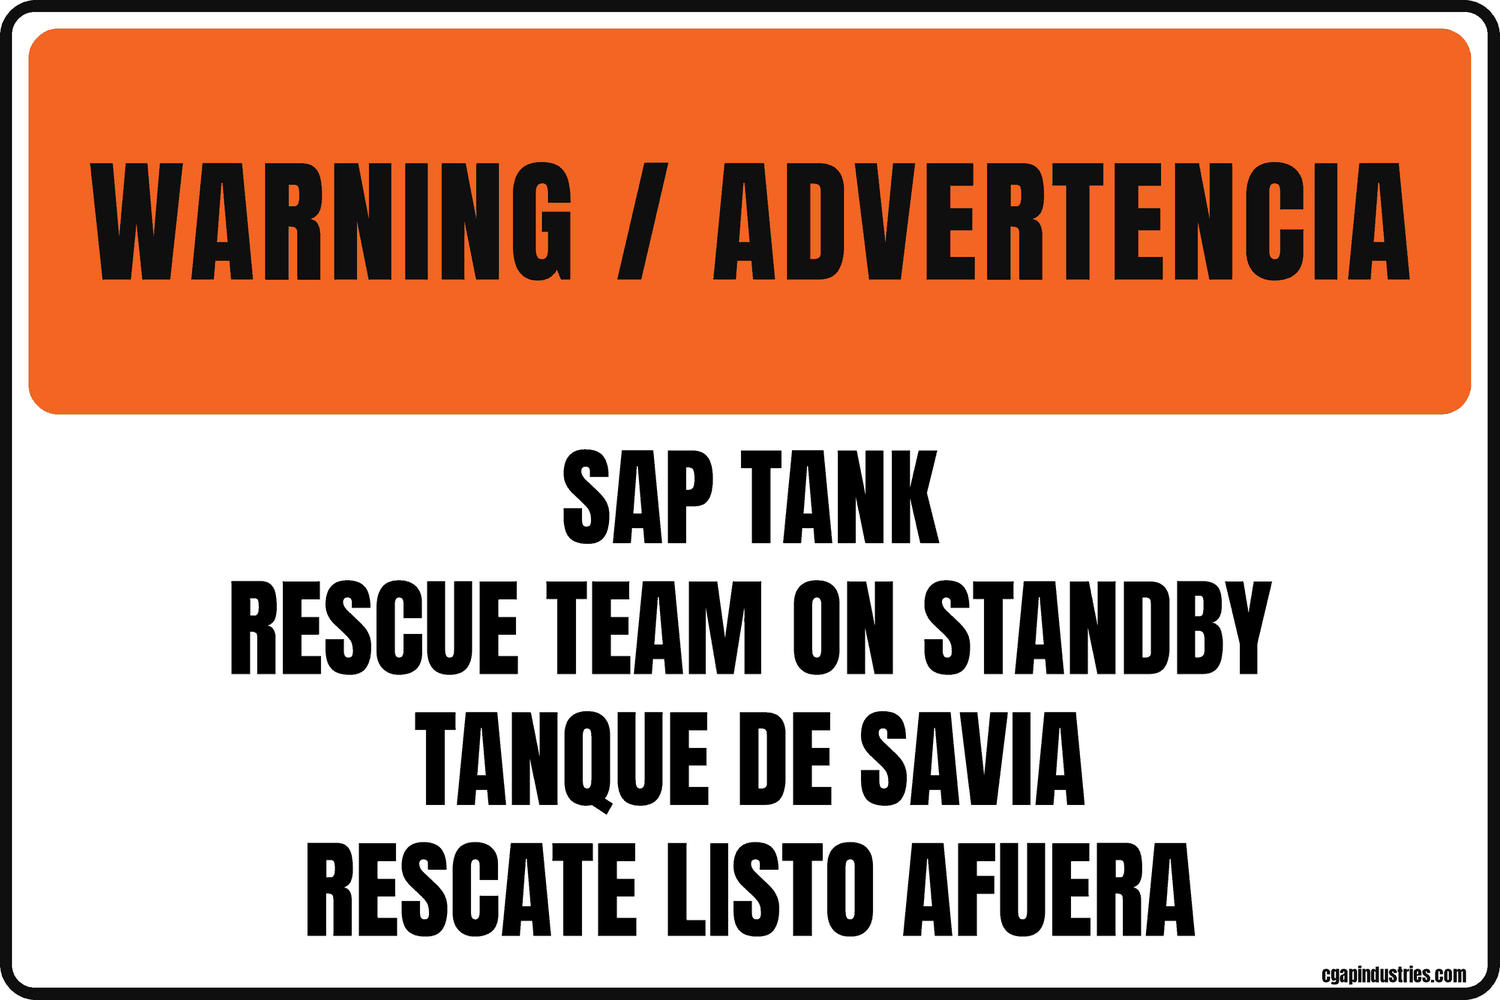 WARNING / ADVERTENCIA
SAP TANK
RESCUE TEAM ON STANDBY
TANQUE DE SAVIA
RESCATE LISTO AFUERA
cgapindustries.com